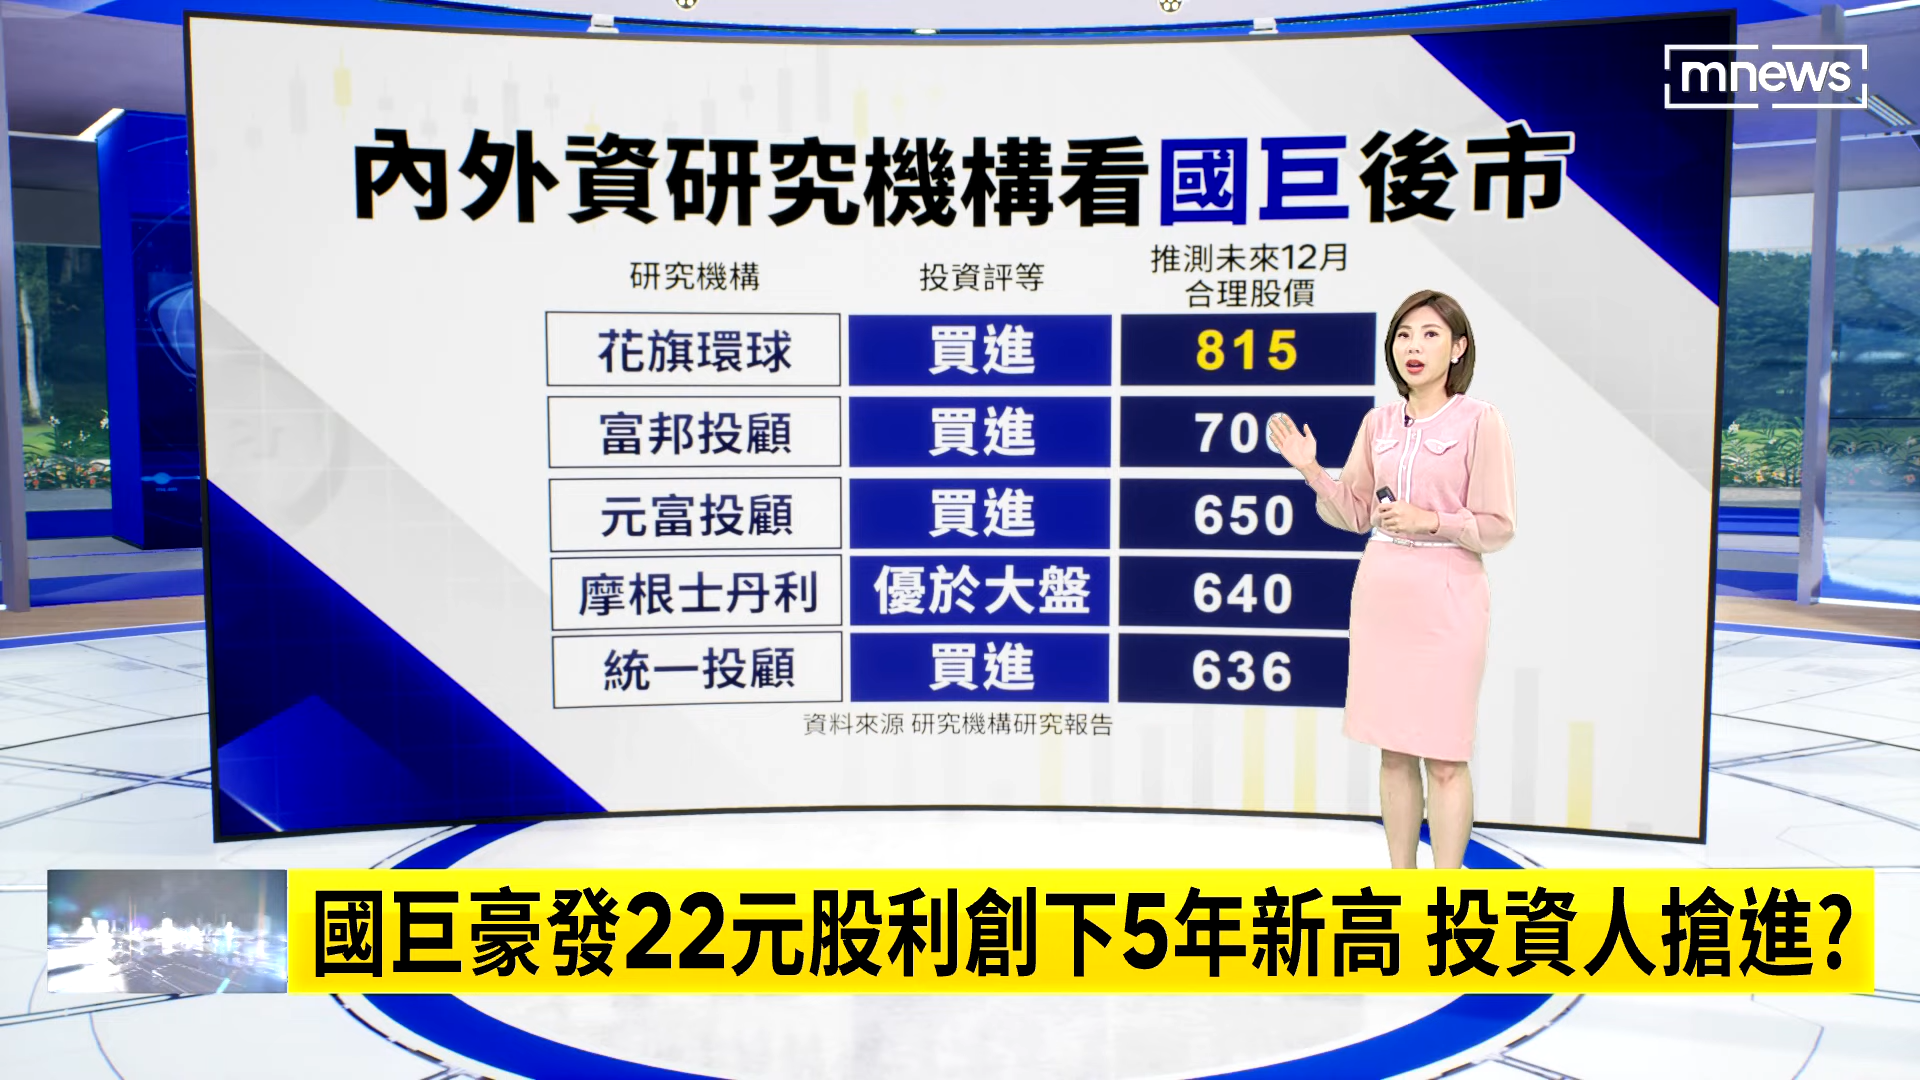 mnews
內外資研究機構看國巨後市
研究機構 投資評等 推測未來12月合理股價
花旗環球 買進 815
富邦投顧 買進
元富投顧 買進 650
摩根士丹利 優於大盤 640
統一投顧 買進 636
資料來源 研究機構研究報告
國巨豪發22元股利創下5年新高 投資人搶進?